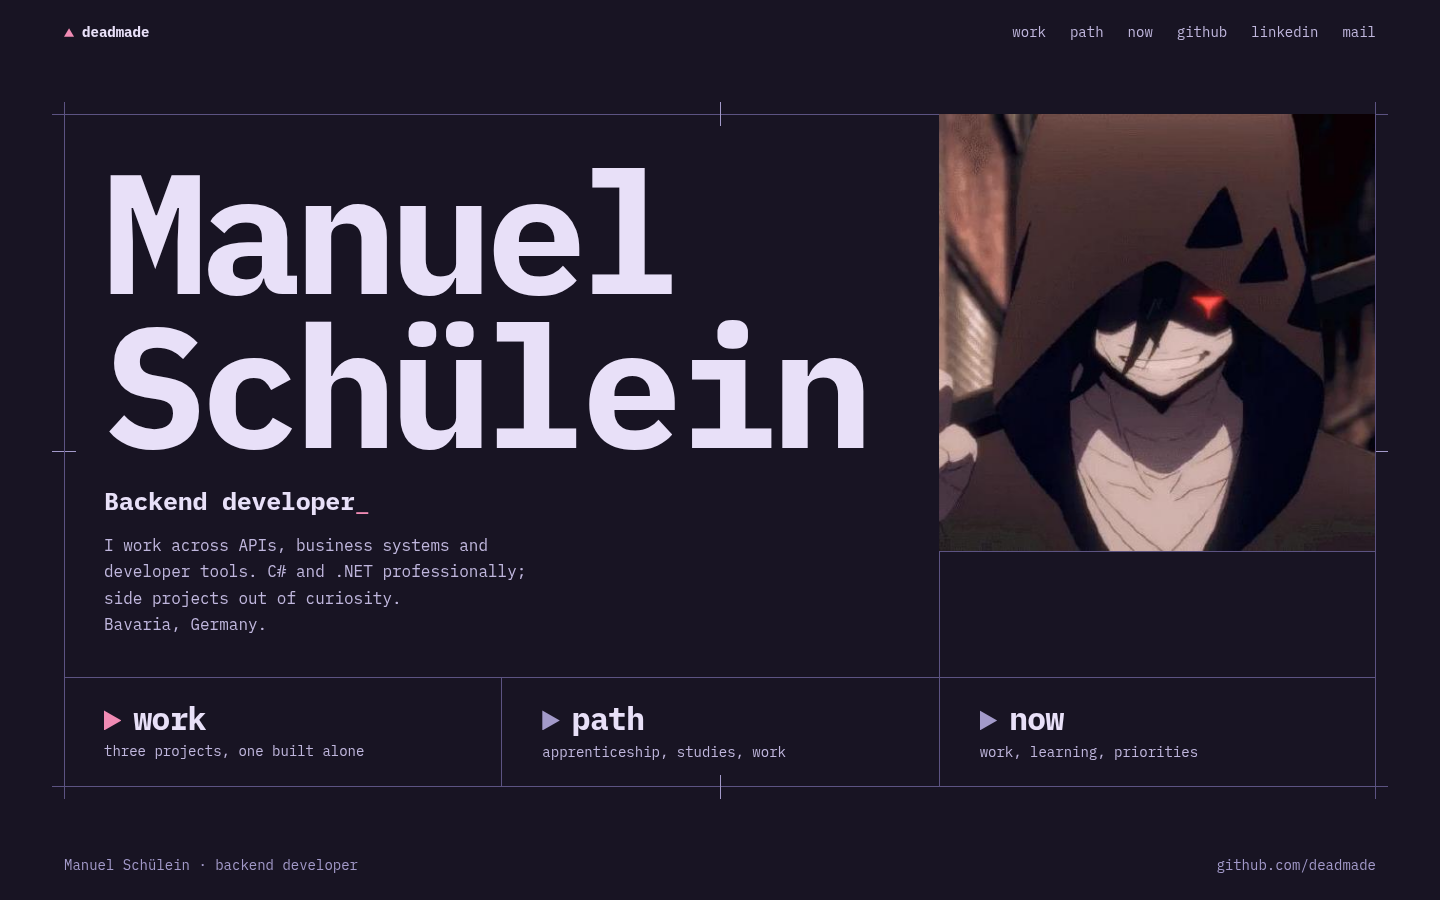 deadmade
work path now github linkedin mail
Manuel
Schülein
Backend developer_
I work across APIs, business systems and
developer tools. C# and .NET professionally;
side projects out of curiosity.
Bavaria, Germany.
work
three projects, one built alone
path
apprenticeship, studies, work
now
work, learning, priorities
Manuel Schülein · backend developer
github.com/deadmade